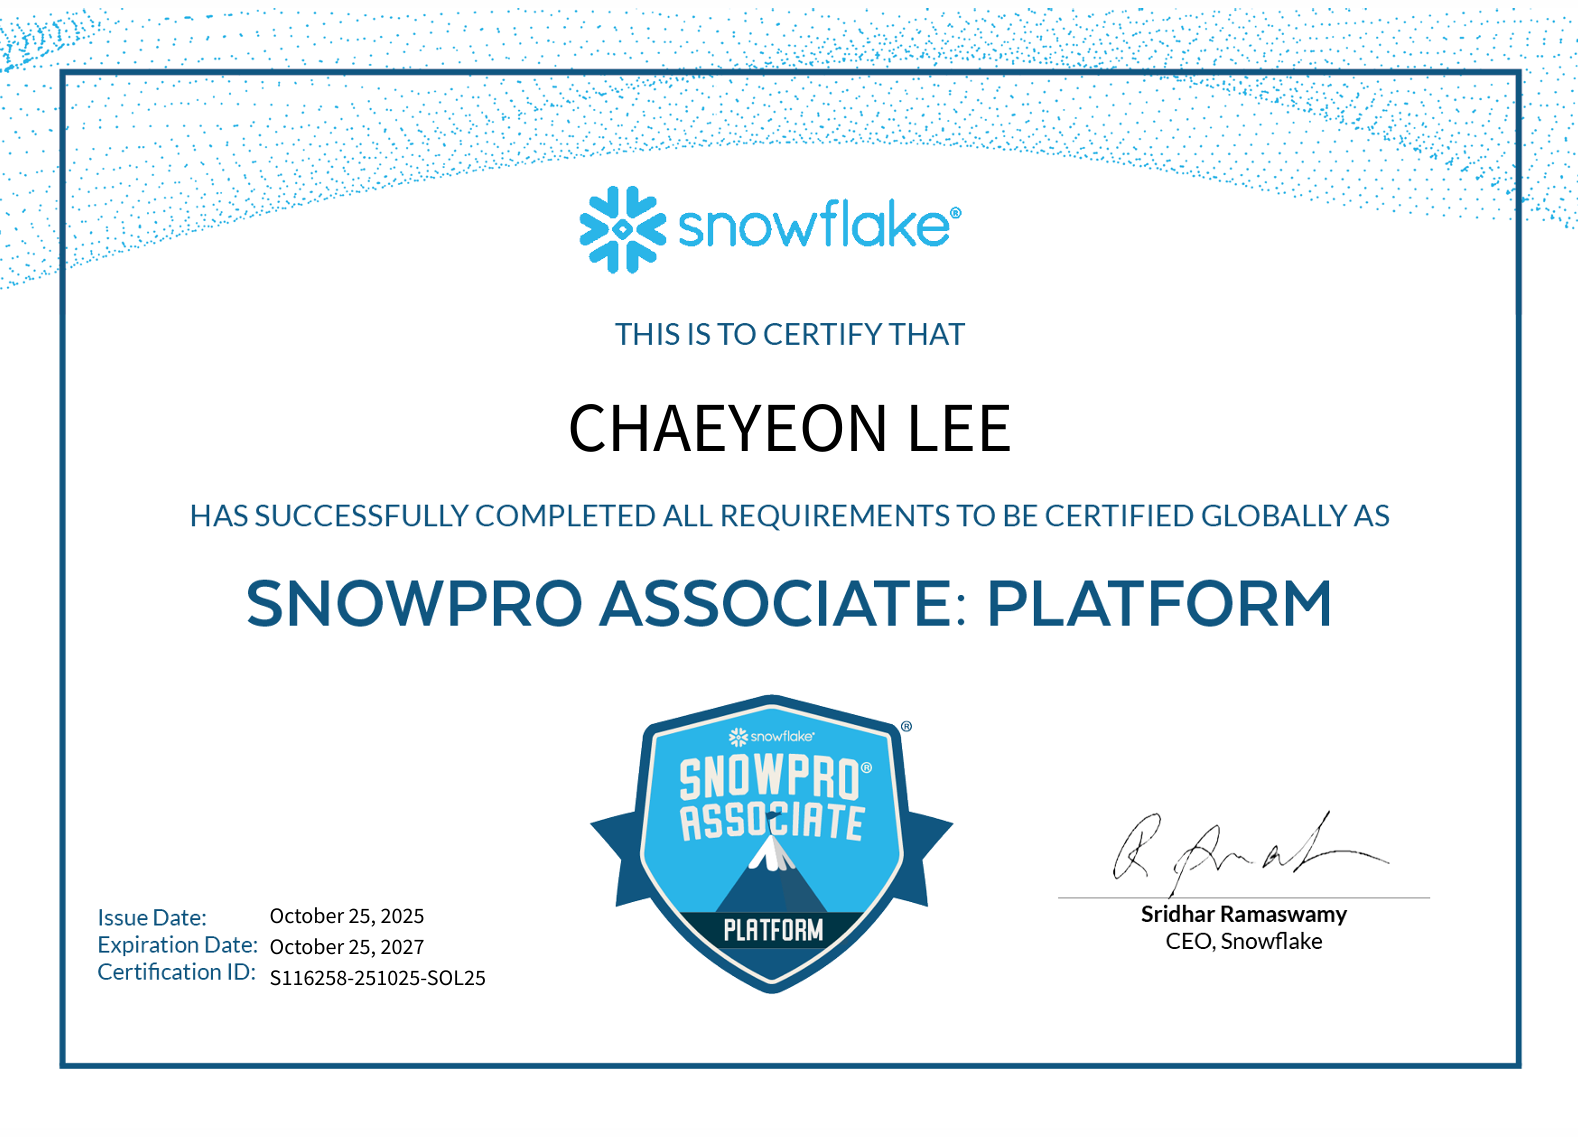 snowflake®
THIS IS TO CERTIFY THAT
CHAEYEON LEE
HAS SUCCESSFULLY COMPLETED ALL REQUIREMENTS TO BE CERTIFIED GLOBALLY AS
SNOWPRO ASSOCIATE: PLATFORM
®
snowflake®
SNOWPRO®
ASSOCIATE
PLATFORM
Issue Date: October 25, 2025
Expiration Date: October 25, 2027
Certification ID: S116258-251025-SOL25
Sridhar Ramaswamy
CEO, Snowflake